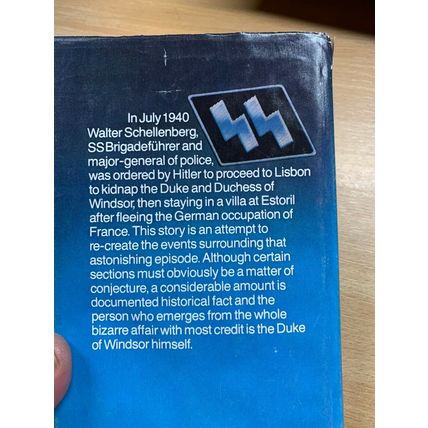 In July 1940
Walter Schellenberg,
SS Brigadeführer and
major-general of police,
was ordered by Hitler to proceed to Lisbon
to kidnap the Duke and Duchess of
Windsor, then staying in a villa at Estoril
after fleeing the German occupation of
France. This story is an attempt to
re-create the events surrounding that
astonishing episode. Although certain
sections must obviously be a matter of
conjecture, a considerable amount is
documented historical fact and the
person who emerges from the whole
bizarre affair with most credit is the Duke
of Windsor himself.